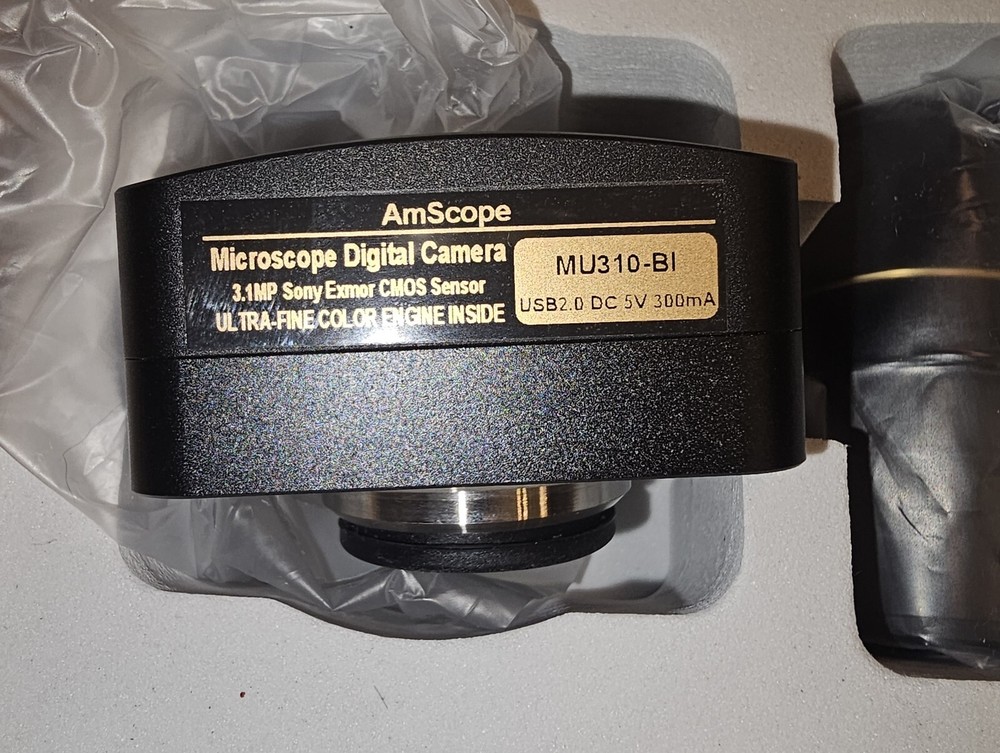 AmScope
Microscope Digital Camera
3.1MP Sony Exmor CMOS Sensor
ULTRA-FINE COLOR ENGINE INSIDE
MU310-BI
USB2.0 DC 5V 300mA